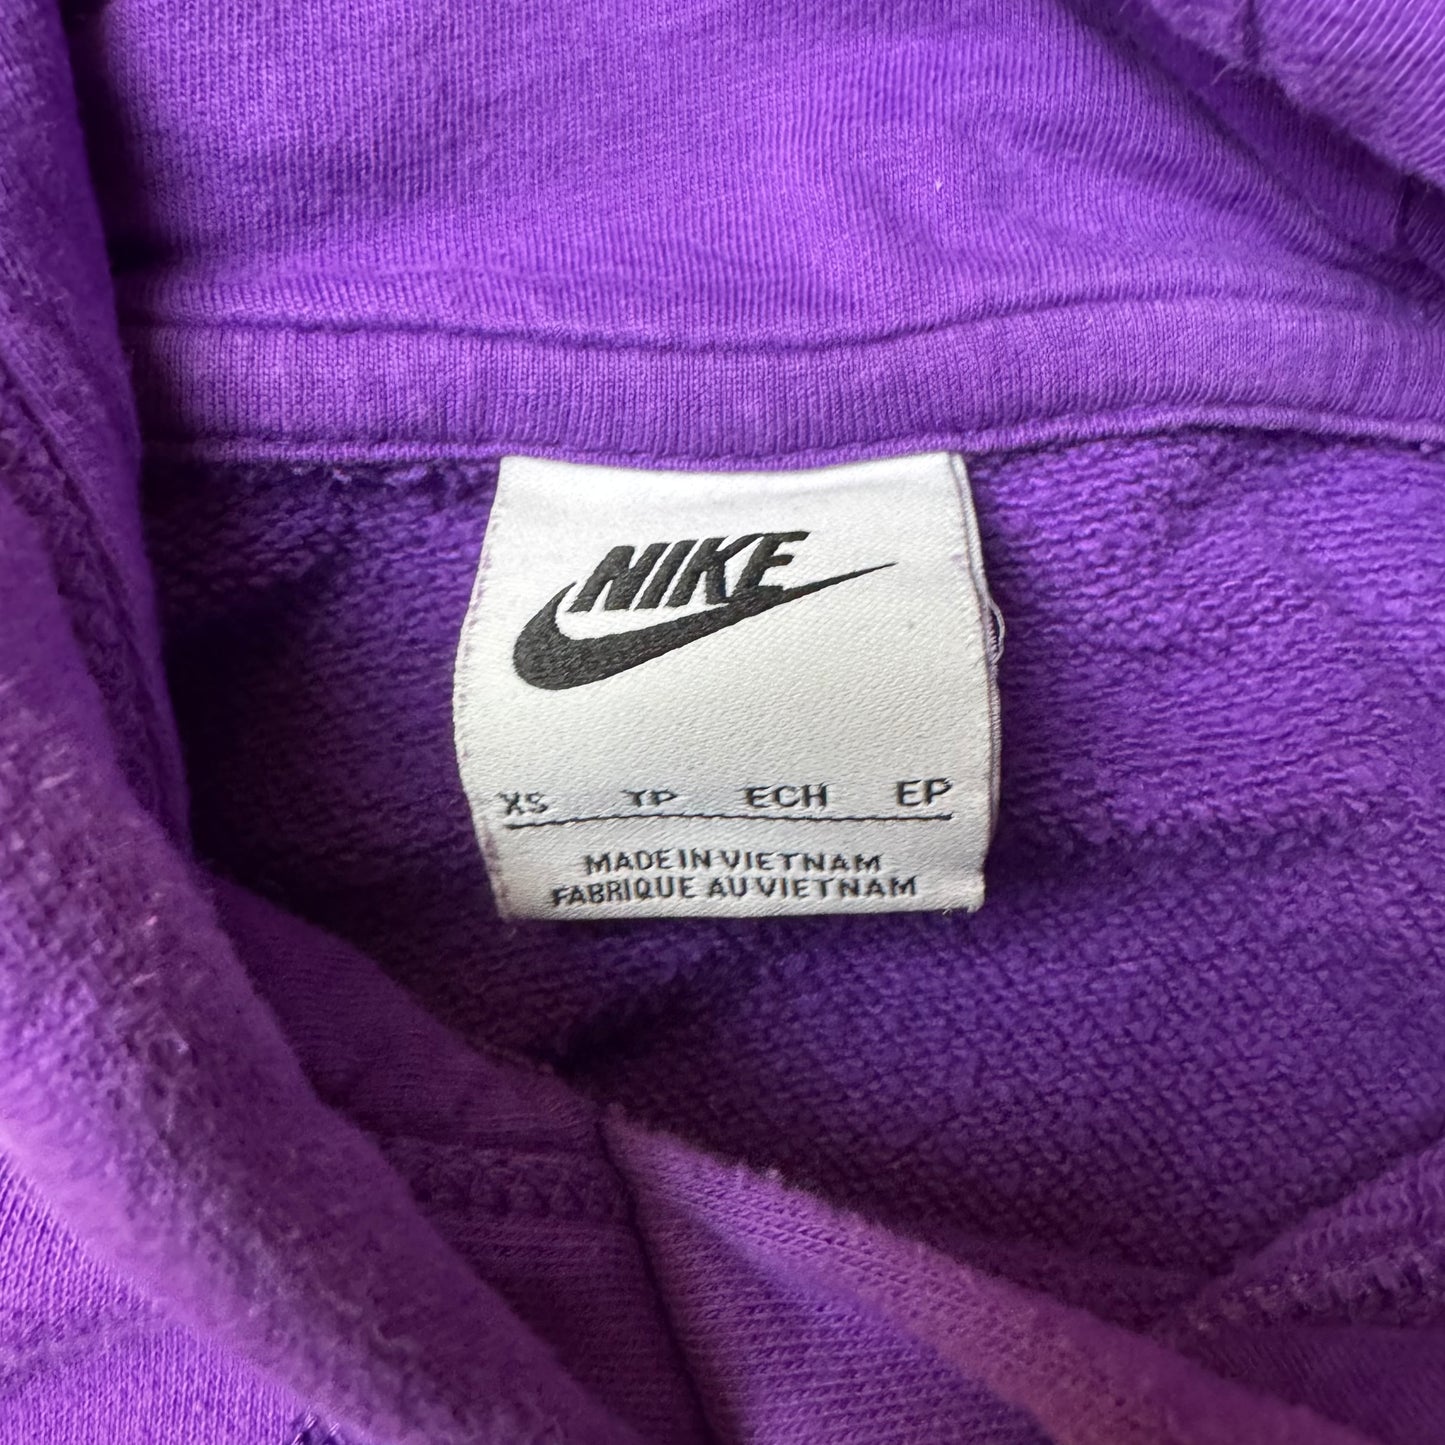 NIKE
XS TP ECH EP
MADE IN VIETNAM
FABRIQUE AU VIETNAM